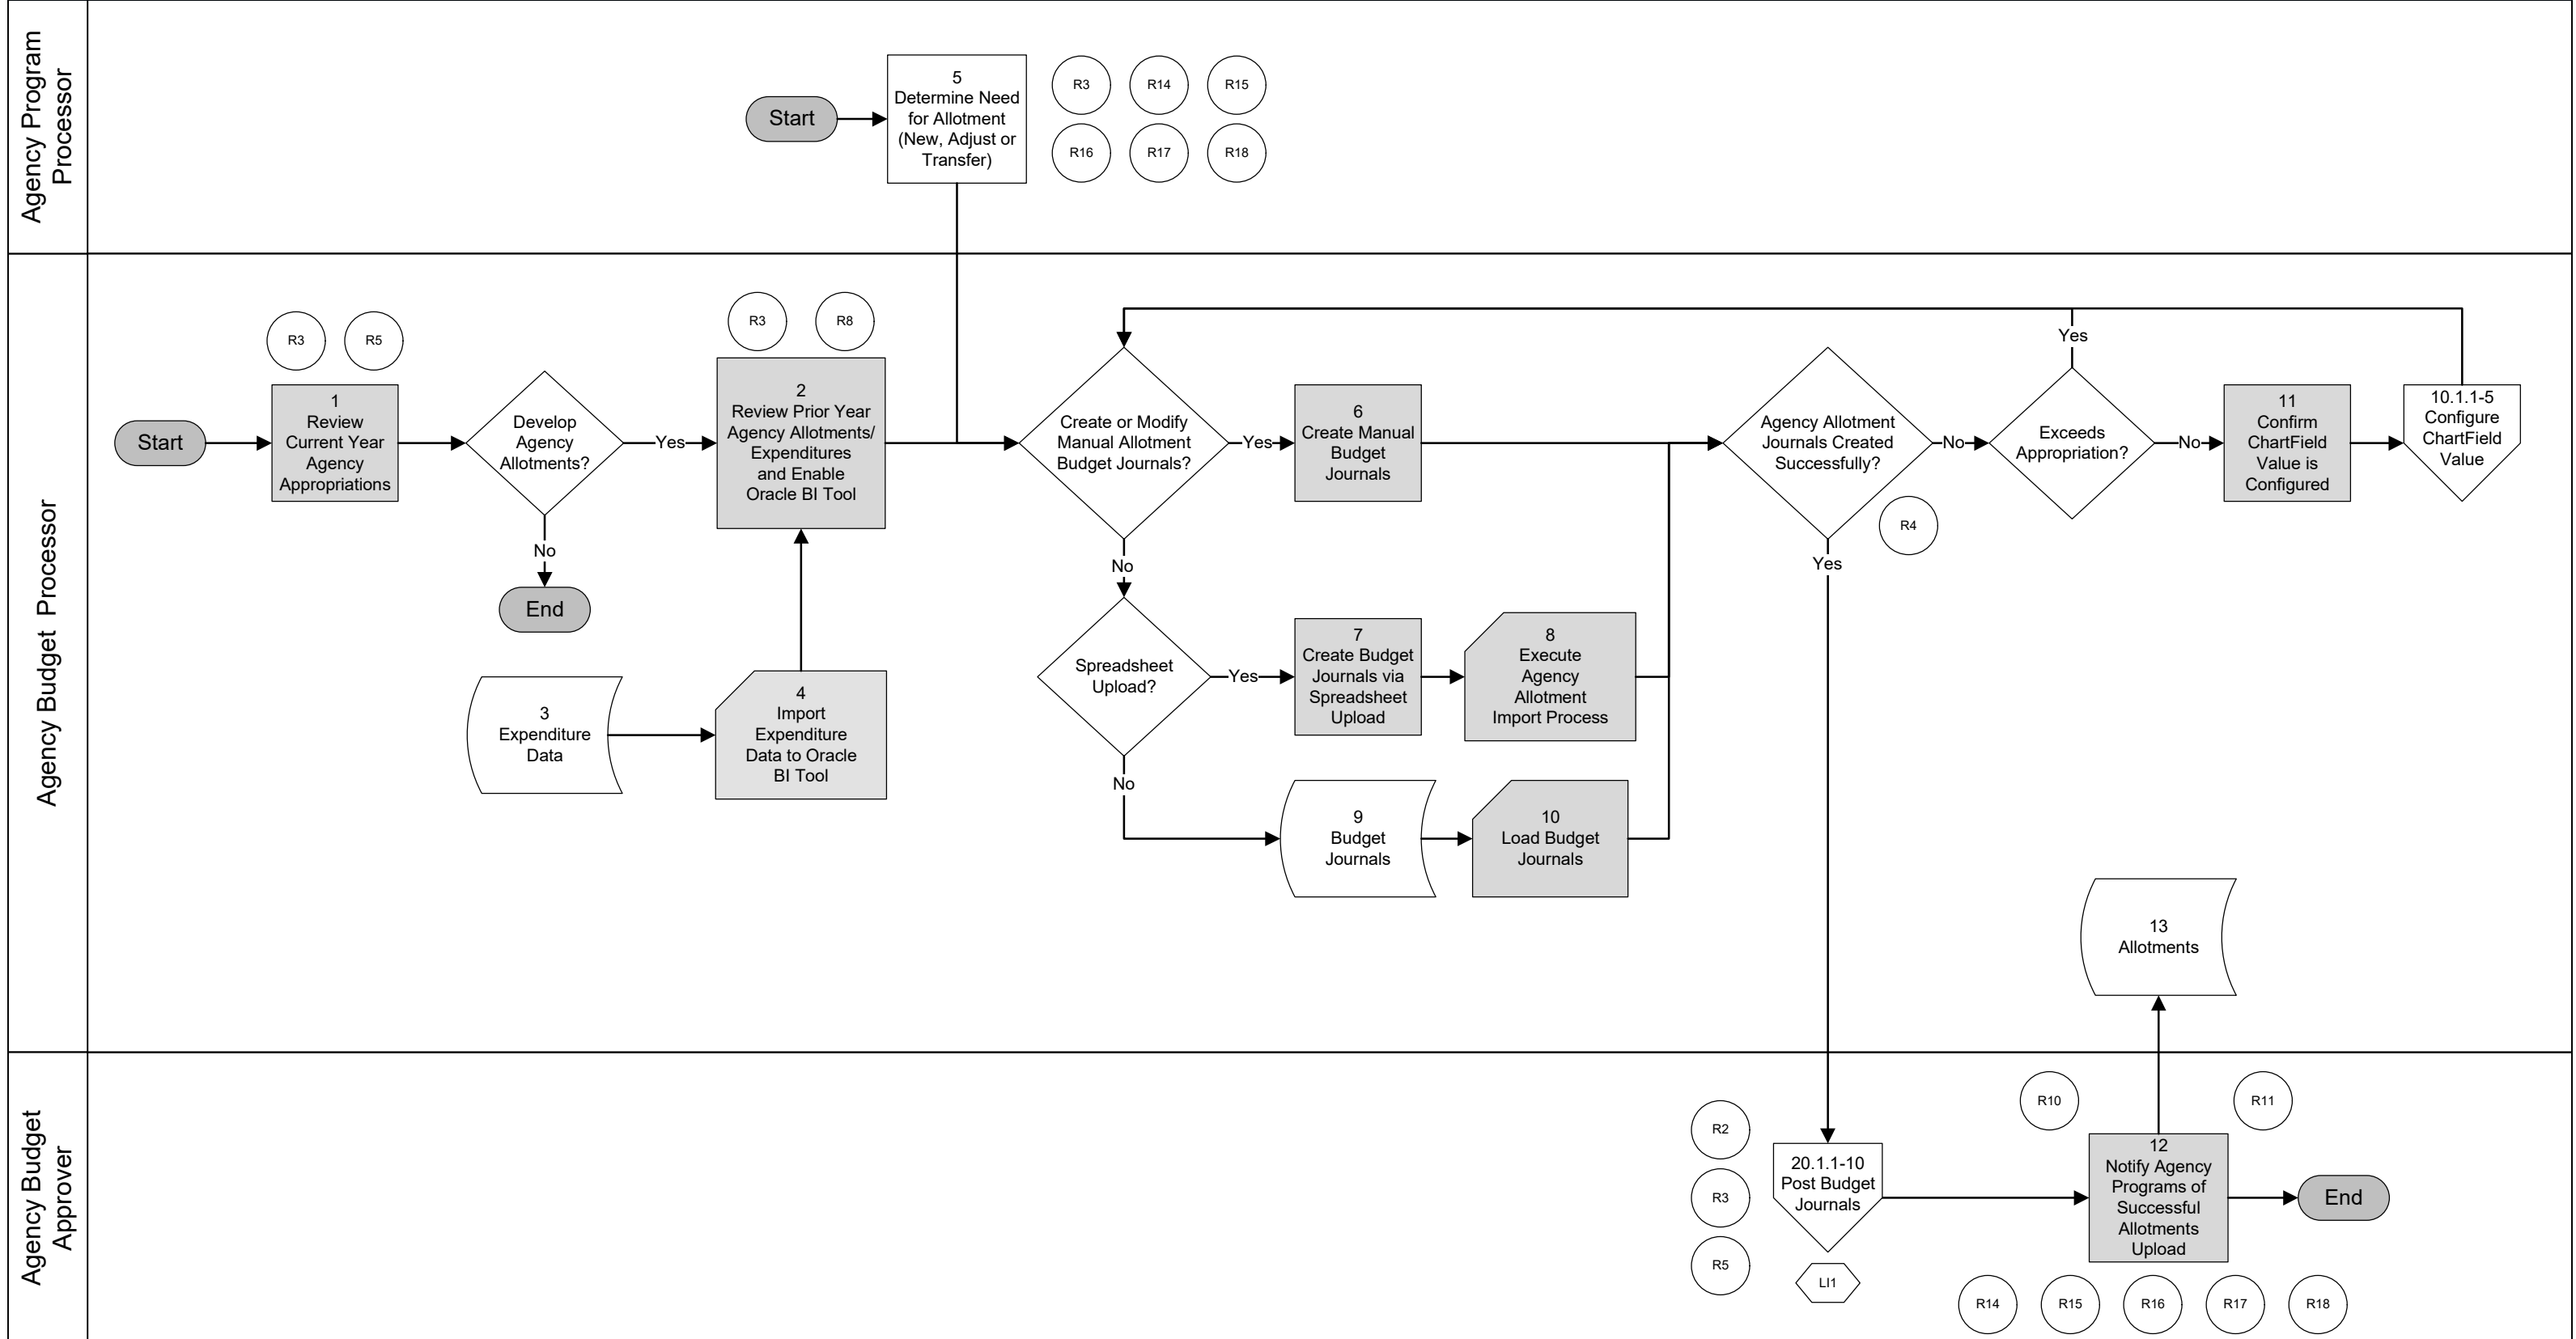 Agency Program
Processor
Start
5
Determine Need
for Allotment
(New, Adjust or
Transfer)
R3
R14
R15
R16
R17
R18
Agency Budget Processor
Start
R3
R5
1
Review
Current Year
Agency
Appropriations
Develop
Agency
Allotments?
Yes
No
End
R3
R8
2
Review Prior Year
Agency Allotments/
Expenditures
and Enable
Oracle BI Tool
3
Expenditure
Data
4
Import
Expenditure
Data to Oracle
BI Tool
Create or Modify
Manual Allotment
Budget Journals?
Yes
No
6
Create Manual
Budget
Journals
Spreadsheet
Upload?
Yes
No
7
Create Budget
Journals via
Spreadsheet
Upload
8
Execute
Agency
Allotment
Import Process
9
Budget
Journals
10
Load Budget
Journals
Agency Allotment
Journals Created
Successfully?
No
Yes
R4
Exceeds
Appropriation?
Yes
No
11
Confirm
ChartField
Value is
Configured
10.1.1-5
Configure
ChartField
Value
13
Allotments
Agency Budget
Approver
R2
R3
R5
20.1.1-10
Post Budget
Journals
LI1
R10
R11
12
Notify Agency
Programs of
Successful
Allotments
Upload
End
R14
R15
R16
R17
R18